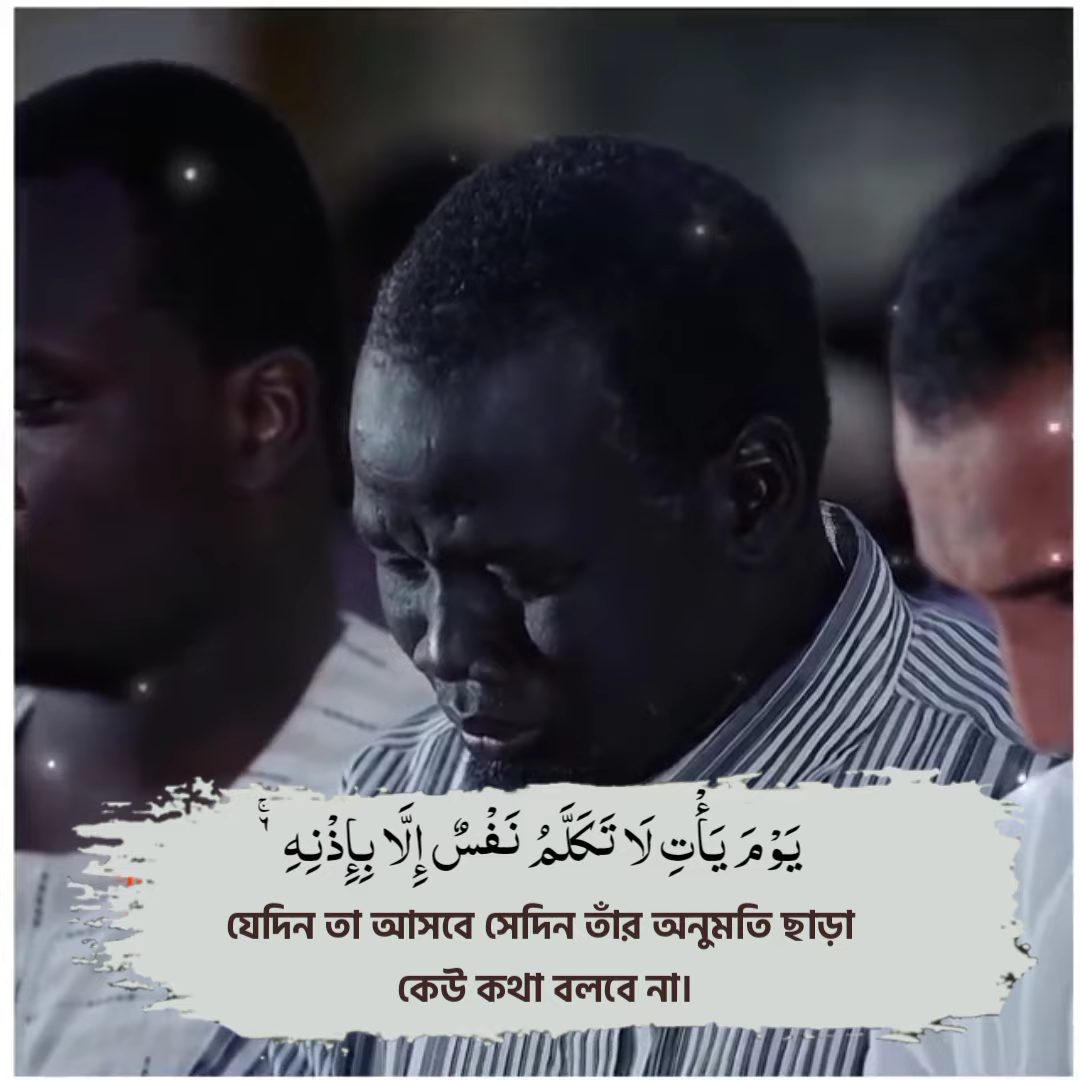 يَوْمَ يَأْتِ لَا تَكَلَّمُ نَفْسٌ إِلَّا بِإِذْنِهِ ۚ
যেদিন তা আসবে সেদিন তাঁর অনুমতি ছাড়া
কেউ কথা বলবে না।